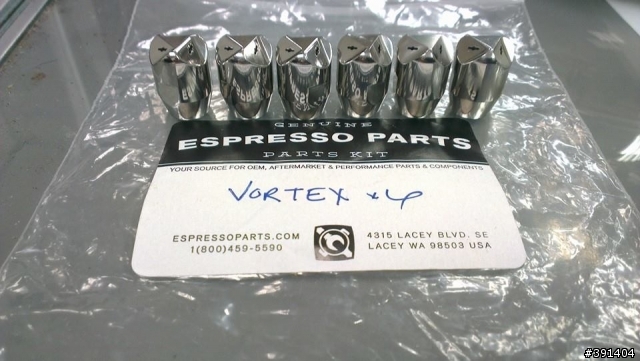 GENUINE
ESPRESSO PARTS
PARTS KIT
YOUR SOURCE FOR OEM, AFTERMARKET & PERFORMANCE PARTS & COMPONENTS
VORTEX x6
ESPRESSOPARTS.COM
1(800)459-5590
4315 LACEY BLVD. SE
LACEY WA 98503 USA
#391404